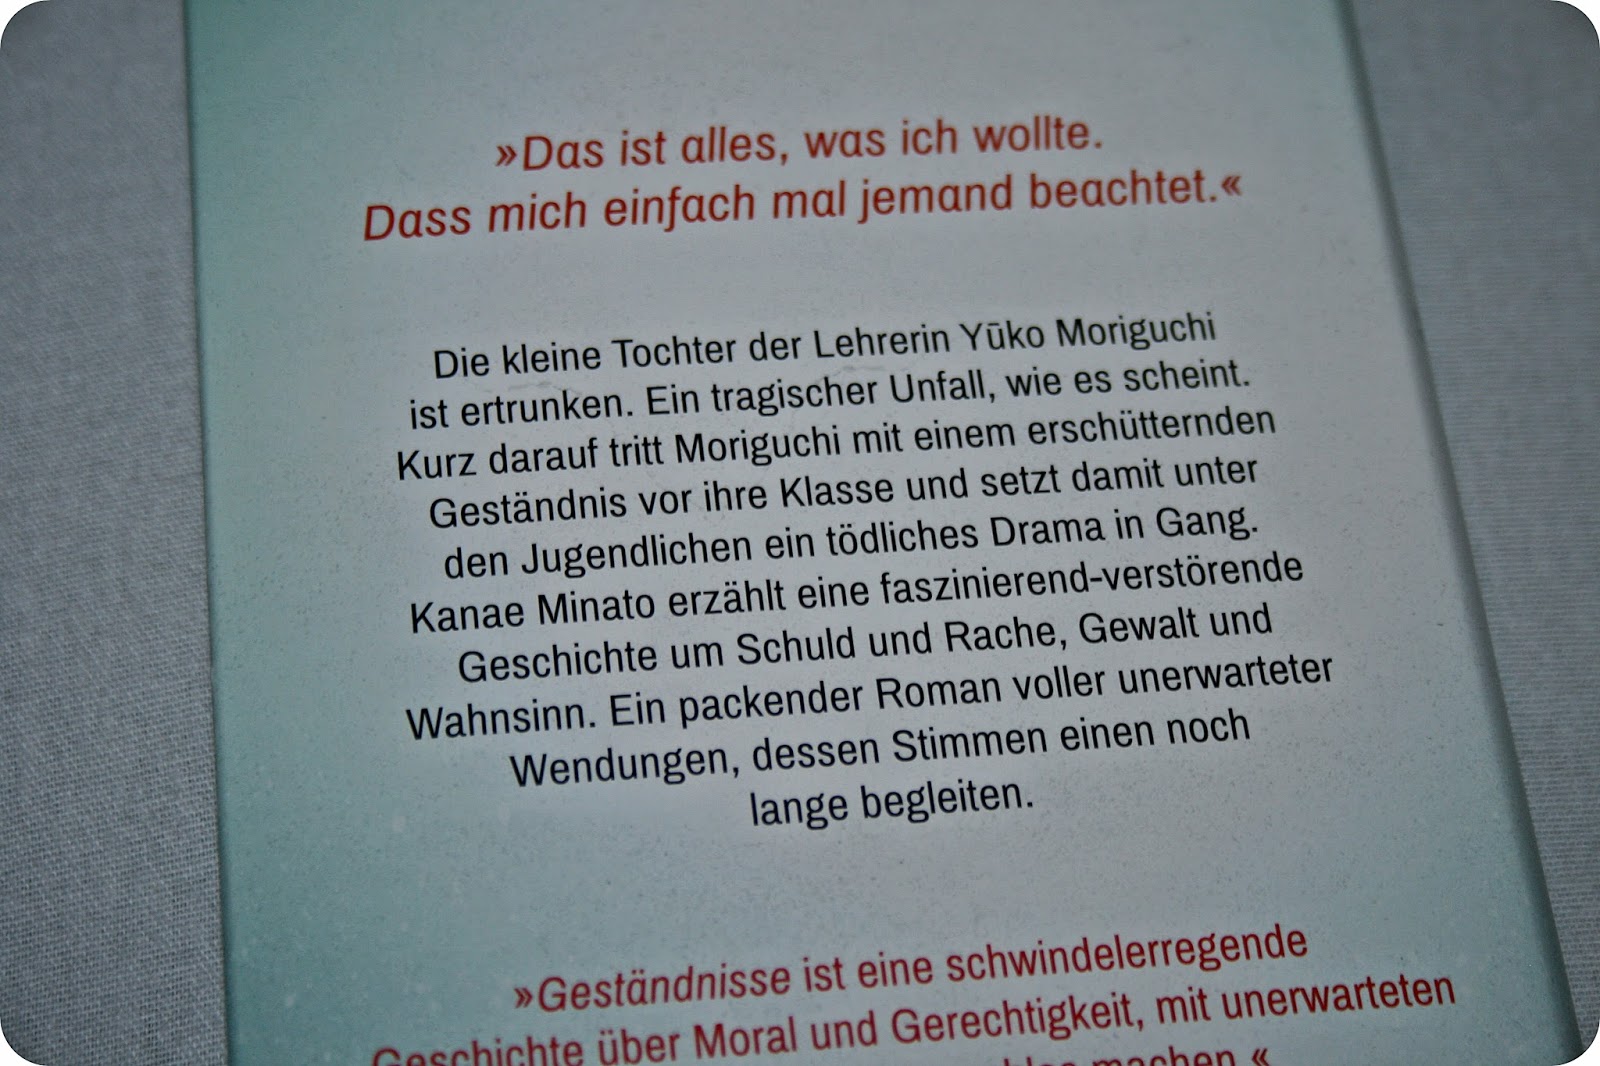 »Das ist alles, was ich wollte.
Dass mich einfach mal jemand beachtet.«
Die kleine Tochter der Lehrerin Yūko Moriguchi
ist ertrunken. Ein tragischer Unfall, wie es scheint.
Kurz darauf tritt Moriguchi mit einem erschütternden
Geständnis vor ihre Klasse und setzt damit unter
den Jugendlichen ein tödliches Drama in Gang.
Kanae Minato erzählt eine faszinierend-verstörende
Geschichte um Schuld und Rache, Gewalt und
Wahnsinn. Ein packender Roman voller unerwarteter
Wendungen, dessen Stimmen einen noch
lange begleiten.
»Geständnisse ist eine schwindelerregende
Geschichte über Moral und Gerechtigkeit, mit unerwarteten
machen.«